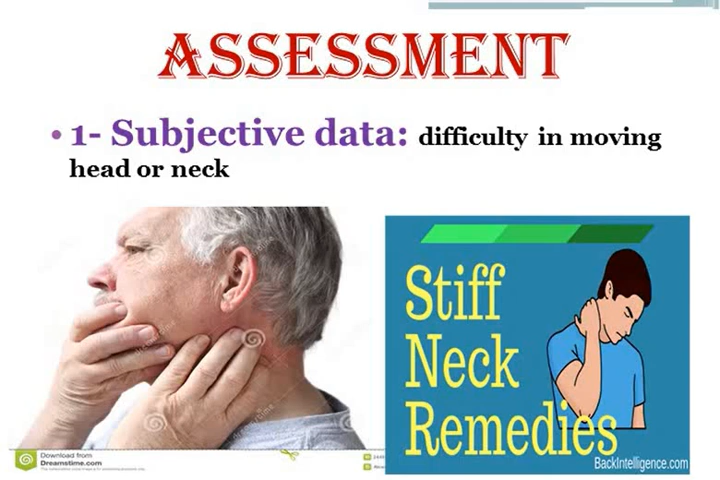 ASSESSMENT
• 1- Subjective data: difficulty in moving
head or neck
Stiff
Neck
Remedies
BackIntelligence.com
Download from
Dreamstime.com